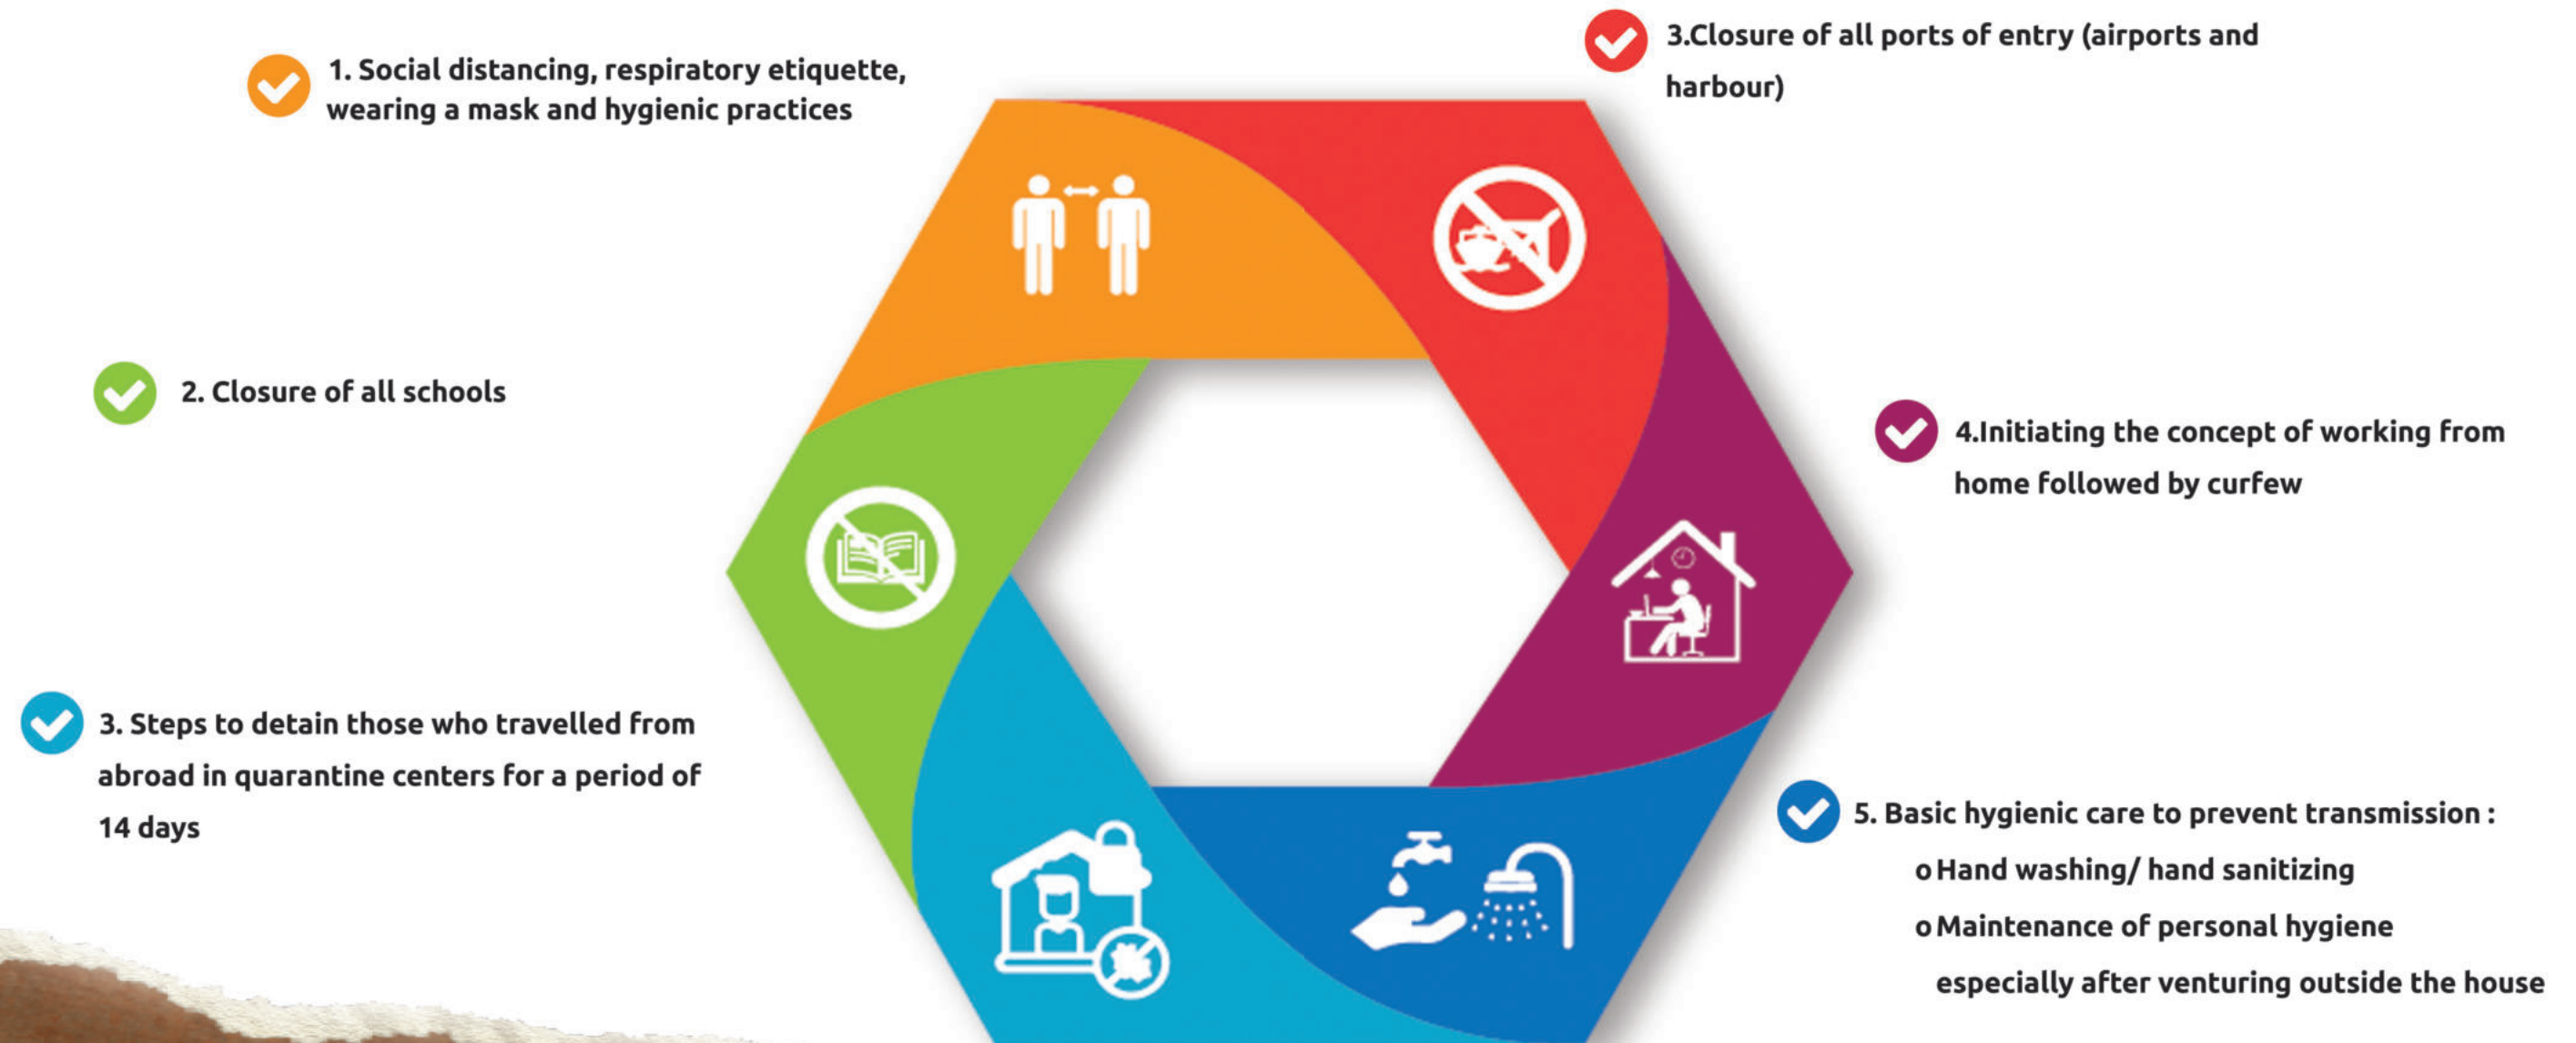 1. Social distancing, respiratory etiquette,
wearing a mask and hygienic practices
2. Closure of all schools
3. Steps to detain those who travelled from
abroad in quarantine centers for a period of
14 days
3.Closure of all ports of entry (airports and
harbour)
4.Initiating the concept of working from
home followed by curfew
5. Basic hygienic care to prevent transmission :
o Hand washing/ hand sanitizing
o Maintenance of personal hygiene
especially after venturing outside the house